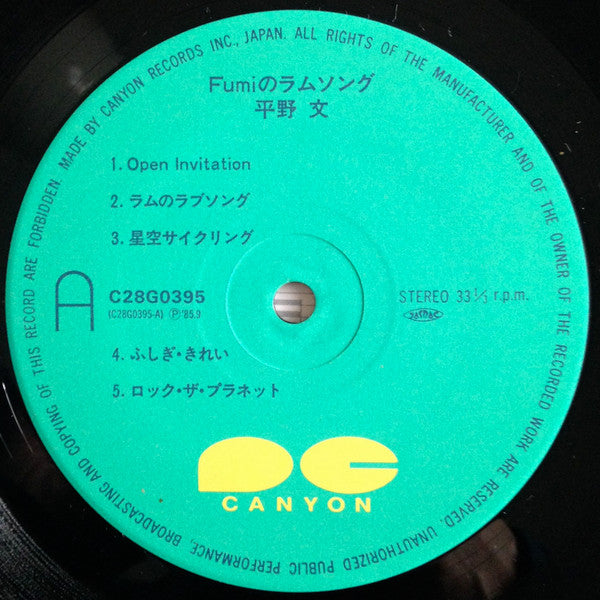 MADE BY CANYON RECORDS INC., JAPAN. ALL RIGHTS OF THE MANUFACTURER AND OF THE OWNER OF THE RECORDED WORK ARE RESERVED. UNAUTHORIZED PUBLIC PERFORMANCE, BROADCASTING AND COPYING OF THIS RECORD ARE FORBIDDEN.
Fumiのラムソング
平野 文
1. Open Invitation
2. ラムのラブソング
3. 星空サイクリング
A
C28G0395
(C28G0395-A) Ⓟ'85.9
STEREO 33 1/3 r.p.m.
JASRAC
4. ふしぎ・きれい
5. ロック・ザ・プラネット
CANYON